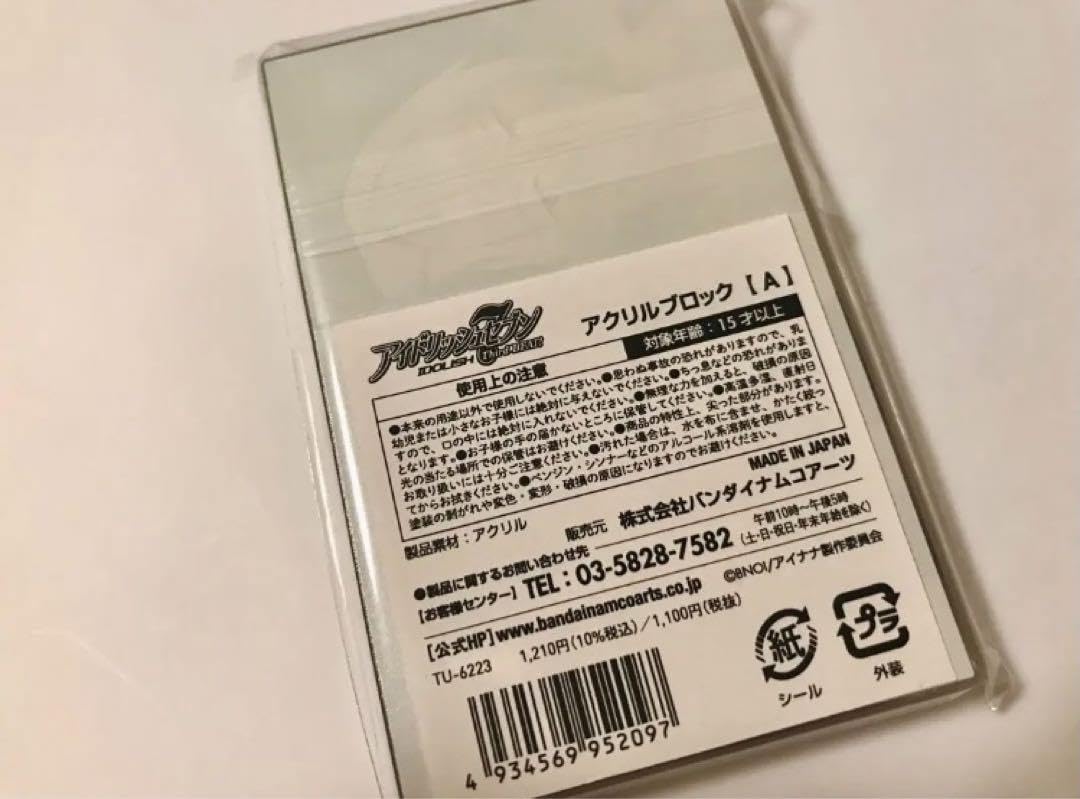 アクリルブロック【A】
アイドリッシュセブン
IDOLiSH
対象年齢：15才以上
使用上の注意
●本来の用途以外で使用しないでください。●思わぬ事故の恐れがありますので、乳
幼児または小さなお子様には絶対に与えないでください。●ちっ息などの恐れがありま
すので、口の中には絶対に入れないでください。●無理な力を加えると、破損の原因
となります。●お子様の手の届かないところに保管してください。●高温多湿、直射日
光の当たる場所での保管はお避けください。●商品の特性上、尖った部分があります。
お取り扱いには十分ご注意ください。●汚れた場合は、水を布に含ませ、かたく絞っ
てからお拭きください。●ベンジン・シンナーなどのアルコール系溶剤を使用しますと、
塗装の剥がれや変色・変形・破損の原因になりますのでお避けください。
製品素材：アクリル
MADE IN JAPAN
販売元 株式会社バンダイナムコアーツ
●製品に関するお問い合わせ先
[お客様センター] TEL：03-5828-7582 午前10時〜午後5時
(土・日・祝日・年末年始を除く)
[公式HP] www.bandainamcoarts.co.jp ©BNOI/アイナナ製作委員会
TU-6223 1,210円(10%税込)/1,100円(税抜)
紙
シール
プラ
外装
4 934569 952097